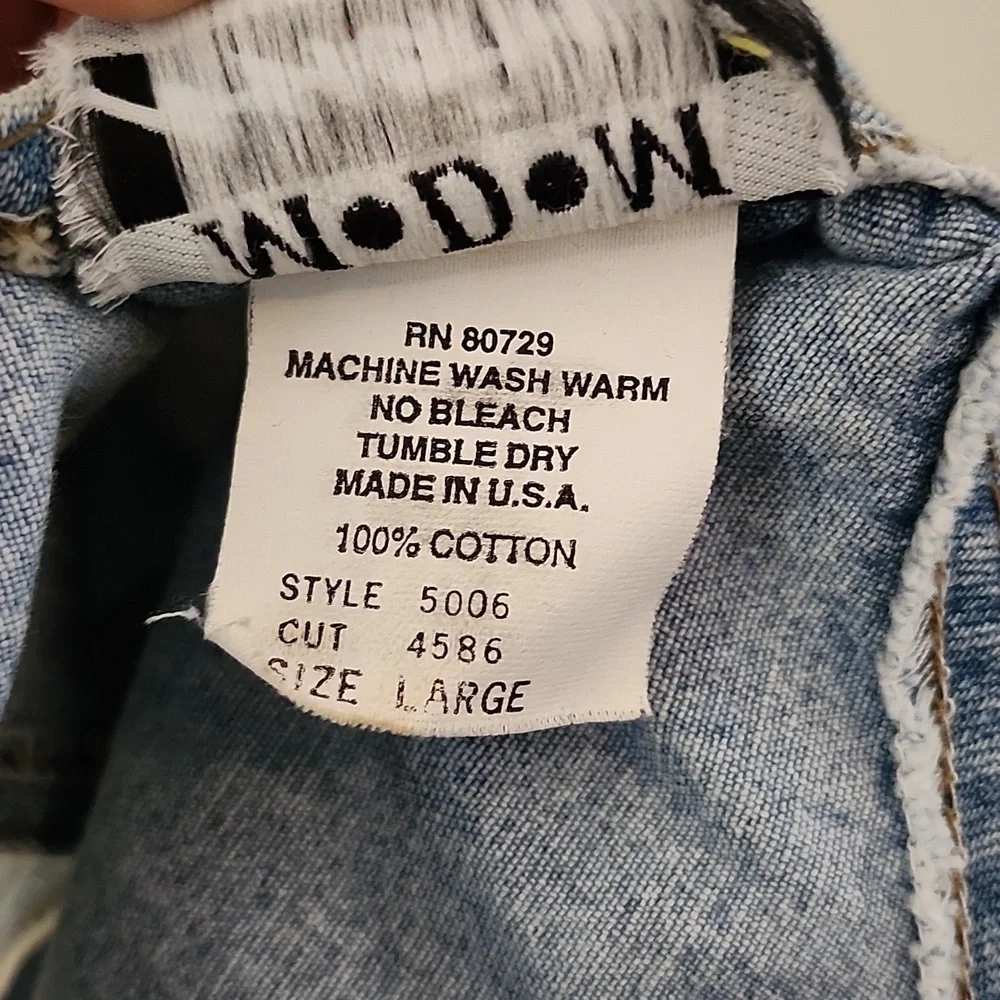 M•D•M
RN 80729
MACHINE WASH WARM
NO BLEACH
TUMBLE DRY
MADE IN U.S.A.
100% COTTON
STYLE 5006
CUT 4586
SIZE LARGE